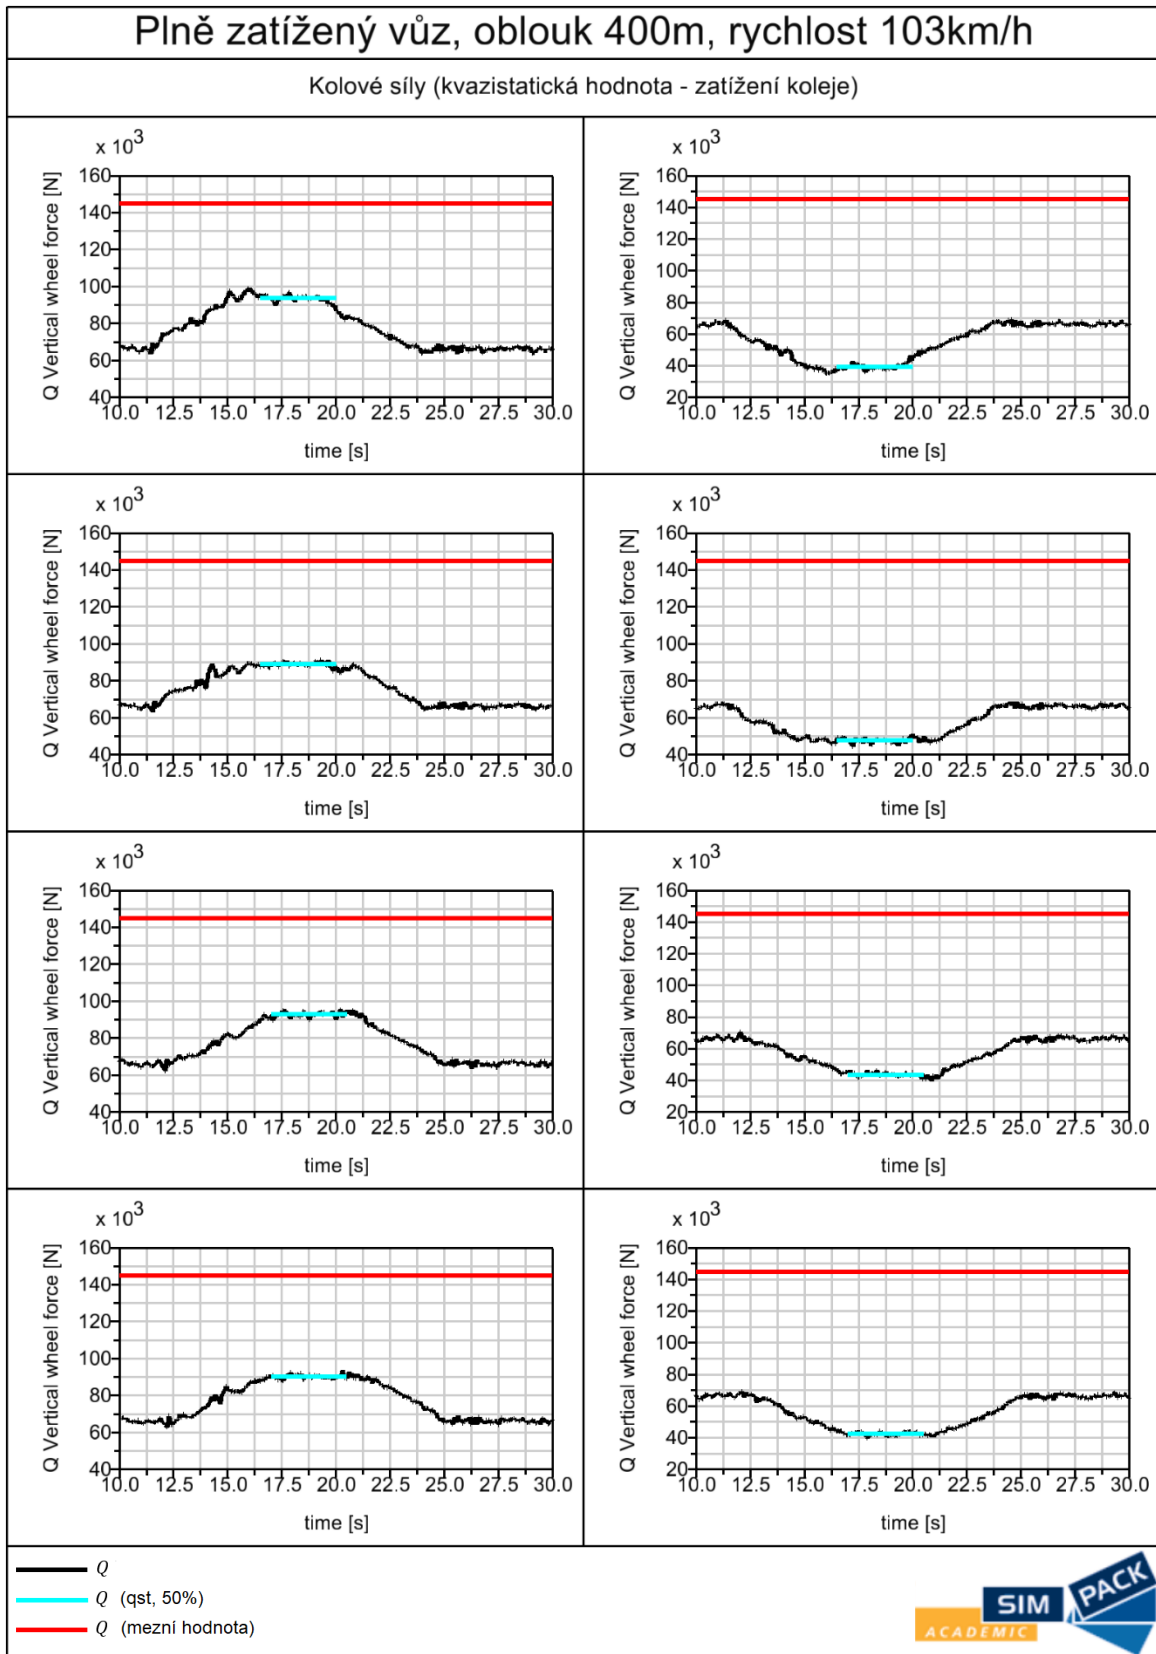 Plně zatížený vůz, oblouk 400m, rychlost 103km/h
Kolové síly (kvazistatická hodnota - zatížení koleje)
x 10³
Q Vertical wheel force [N]
160
140
120
100
80
60
40
10.0 12.5 15.0 17.5 20.0 22.5 25.0 27.5 30.0
time [s]
x 10³
Q Vertical wheel force [N]
160
140
120
100
80
60
40
20
10.0 12.5 15.0 17.5 20.0 22.5 25.0 27.5 30.0
time [s]
x 10³
Q Vertical wheel force [N]
160
140
120
100
80
60
40
10.0 12.5 15.0 17.5 20.0 22.5 25.0 27.5 30.0
time [s]
x 10³
Q Vertical wheel force [N]
160
140
120
100
80
60
40
10.0 12.5 15.0 17.5 20.0 22.5 25.0 27.5 30.0
time [s]
x 10³
Q Vertical wheel force [N]
160
140
120
100
80
60
40
10.0 12.5 15.0 17.5 20.0 22.5 25.0 27.5 30.0
time [s]
x 10³
Q Vertical wheel force [N]
160
140
120
100
80
60
40
20
10.0 12.5 15.0 17.5 20.0 22.5 25.0 27.5 30.0
time [s]
x 10³
Q Vertical wheel force [N]
160
140
120
100
80
60
40
10.0 12.5 15.0 17.5 20.0 22.5 25.0 27.5 30.0
time [s]
x 10³
Q Vertical wheel force [N]
160
140
120
100
80
60
40
20
10.0 12.5 15.0 17.5 20.0 22.5 25.0 27.5 30.0
time [s]
Q
Q (qst, 50%)
Q (mezní hodnota)
SIM PACK
ACADEMIC